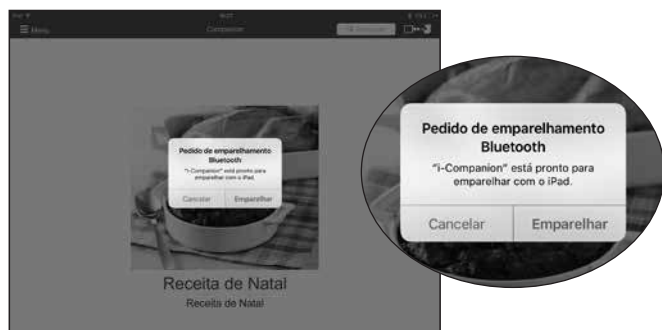 Menu
Companion
Pedido de emparelhamento
Bluetooth
"i-Companion" está pronto para
emparelhar com o iPad.
Cancelar
Emparelhar
Receita de Natal
Receita de Natal
Pedido de emparelhamento
Bluetooth
"i-Companion" está pronto para
emparelhar com o iPad.
Cancelar
Emparelhar